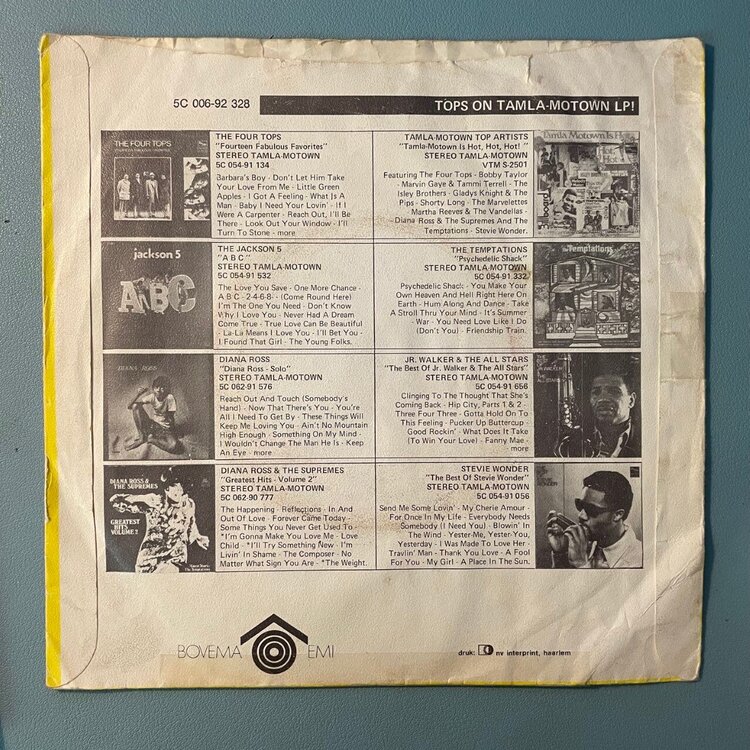 5C 006-92 328
TOPS ON TAMLA-MOTOWN LP!
THE FOUR TOPS
THE FOUR TOPS
"Fourteen Fabulous Favorites"
STEREO TAMLA-MOTOWN
5C 054-91 134
Barbara's Boy - Don't Let Him Take
Your Love From Me - Little Green
Apples - I Got A Feeling - What Is A
Man - Baby I Need Your Lovin' - If I
Were A Carpenter - Reach Out, I'll Be
There - Look Out Your Window - I'll
Turn To Stone - more
TAMLA-MOTOWN TOP ARTISTS
"Tamla-Motown Is Hot, Hot, Hot! "
STEREO TAMLA-MOTOWN
VTM S-2501
Featuring The Four Tops - Bobby Taylor
- Marvin Gaye & Tammi Terrell - The
Isley Brothers - Gladys Knight & The
Pips - Shorty Long - The Marvelettes
- Martha Reeves & The Vandellas -
Diana Ross & The Supremes And The
Temptations - Stevie Wonder.
Tamla Motown Is Hot,
jackson 5
ABC
THE JACKSON 5
"A B C"
STEREO TAMLA-MOTOWN
5C 054-91 532
The Love You Save - One More Chance -
A B C - 2-4-6-8- - (Come Round Here)
I'm The One You Need - Don't Know
Why I Love You - Never Had A Dream
Come True - True Love Can Be Beautiful
- La-La Means I Love You - I'll Bet You -
I Found That Girl - The Young Folks.
THE TEMPTATIONS
"Psychedelic Shack"
STEREO TAMLA-MOTOWN
5C 054-91 332
Psychedelic Shack - You Make Your
Own Heaven And Hell Right Here On
Earth - Hum Along And Dance - Take
A Stroll Thru Your Mind - It's Summer
- War - You Need Love Like I Do
(Don't You) - Friendship Train.
The Temptations
DIANA ROSS
DIANA ROSS
"Diana Ross - Solo"
STEREO TAMLA-MOTOWN
5C 062-91 576
Reach Out And Touch (Somebody's
Hand) - Now That There's You - You're
All I Need To Get By - These Things Will
Keep Me Loving You - Ain't No Mountain
High Enough - Something On My Mind -
I Wouldn't Change The Man He Is - Keep
An Eye - more
JR. WALKER & THE ALL STARS
"The Best Of Jr. Walker & The All Stars"
STEREO TAMLA-MOTOWN
5C 054-91 656
Clinging To The Thought That She's
Coming Back - Hip City, Parts 1 & 2 -
Three Four Three - Gotta Hold On To
This Feeling - Pucker Up Buttercup -
Good Rockin' - What Does It Take
(To Win Your Love) - Fanny Mae -
more
DIANA ROSS &
THE SUPREMES
GREATEST
HITS
VOLUME 2
DIANA ROSS & THE SUPREMES
"Greatest Hits - Volume 2"
STEREO TAMLA-MOTOWN
5C 062-90 777
The Happening - Reflections - In And
Out Of Love - Forever Came Today -
Some Things You Never Get Used To
*I'm Gonna Make You Love Me - Love
Child - *I'll Try Something New - I'm
Livin' In Shame - The Composer - No
Matter What Sign You Are - *The Weight.
STEVIE WONDER
"The Best Of Stevie Wonder"
STEREO TAMLA-MOTOWN
5C 054-91 056
Send Me Some Lovin' - My Cherie Amour -
For Once In My Life - Everybody Needs
Somebody (I Need You) - Blowin' In
The Wind - Yester-Me, Yester-You,
Yesterday - I Was Made To Love Her -
Travlin' Man - Thank You Love - A Fool
For You - My Girl - A Place In The Sun.
BOVEMA EMI
druk: nv interprint, haarlem